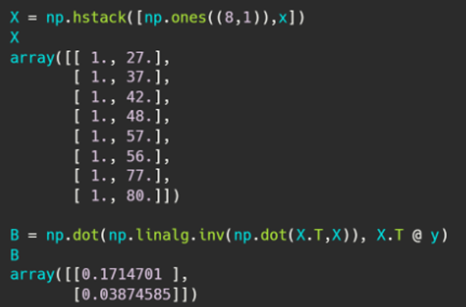 X = np.hstack([np.ones((8,1)),x])
X
array([[ 1., 27.],
[ 1., 37.],
[ 1., 42.],
[ 1., 48.],
[ 1., 57.],
[ 1., 56.],
[ 1., 77.],
[ 1., 80.]])
B = np.dot(np.linalg.inv(np.dot(X.T,X)), X.T @ y)
B
array([[0.1714701 ],
[0.03874585]])